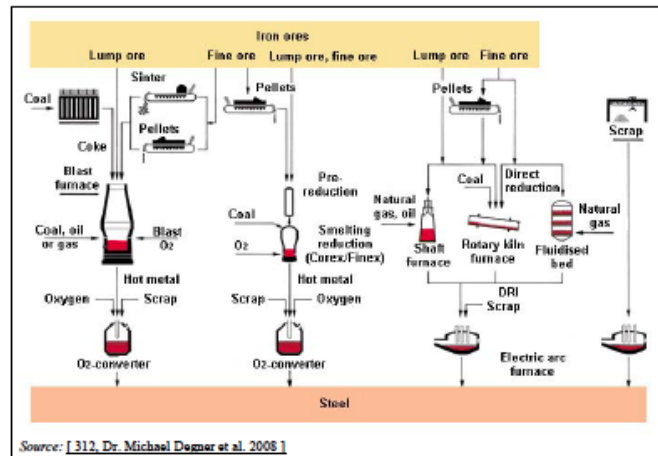 Iron ores
Lump ore
Fine ore
Lump ore, fine ore
Lump ore
Fine ore
Sinter
Coal
Pellets
Pellets
Pellets
Scrap
Coke
Blast
furnace
Pre-
reduction
Coal
Direct
reduction
Natural
gas, oil
Natural
gas
Coal
Coal, oil
or gas
Blast
O2
O2
Smelting
reduction
(Corex/Finex)
Shaft
furnace
Rotary kiln
furnace
Fluidised
bed
Hot metal
Hot metal
DRI
Scrap
Oxygen
Scrap
Scrap
Oxygen
O2-converter
O2-converter
Electric arc
furnace
Steel
Source: [ 312, Dr. Michael Degner et al. 2008 ]